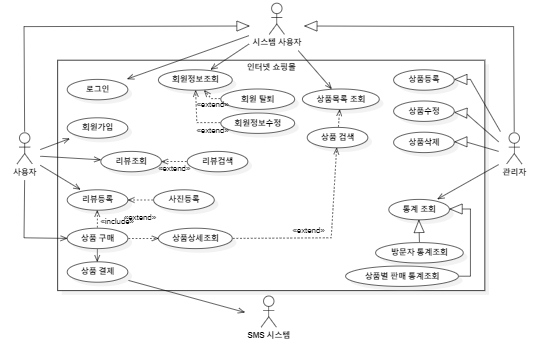 시스템 사용자
인터넷 쇼핑몰
로그인
회원정보조회
회원 탈퇴
«extend»
회원정보수정
«extend»
상품목록 조회
상품 검색
상품등록
상품수정
상품삭제
회원가입
사용자
관리자
리뷰조회
«extend»
리뷰검색
리뷰등록
사진등록
«extend»
«include»
상품 구매
상품상세조회
«extend»
통계 조회
방문자 통계조회
상품별 판매 통계조회
상품 결제
SMS 시스템